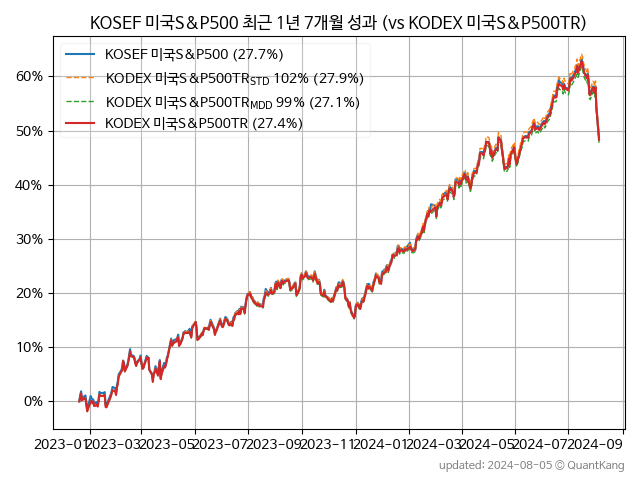 KOSEF 미국S&P500 최근 1년 7개월 성과 (vs KODEX 미국S&P500TR)
KOSEF 미국S&P500 (27.7%)
KODEX 미국S&P500TR_STD 102% (27.9%)
KODEX 미국S&P500TR_MDD 99% (27.1%)
KODEX 미국S&P500TR (27.4%)
60%
50%
40%
30%
20%
10%
0%
2023-01 2023-03 2023-05 2023-07 2023-09 2023-11 2024-01 2024-03 2024-05 2024-07 2024-09
updated: 2024-08-05 © QuantKang